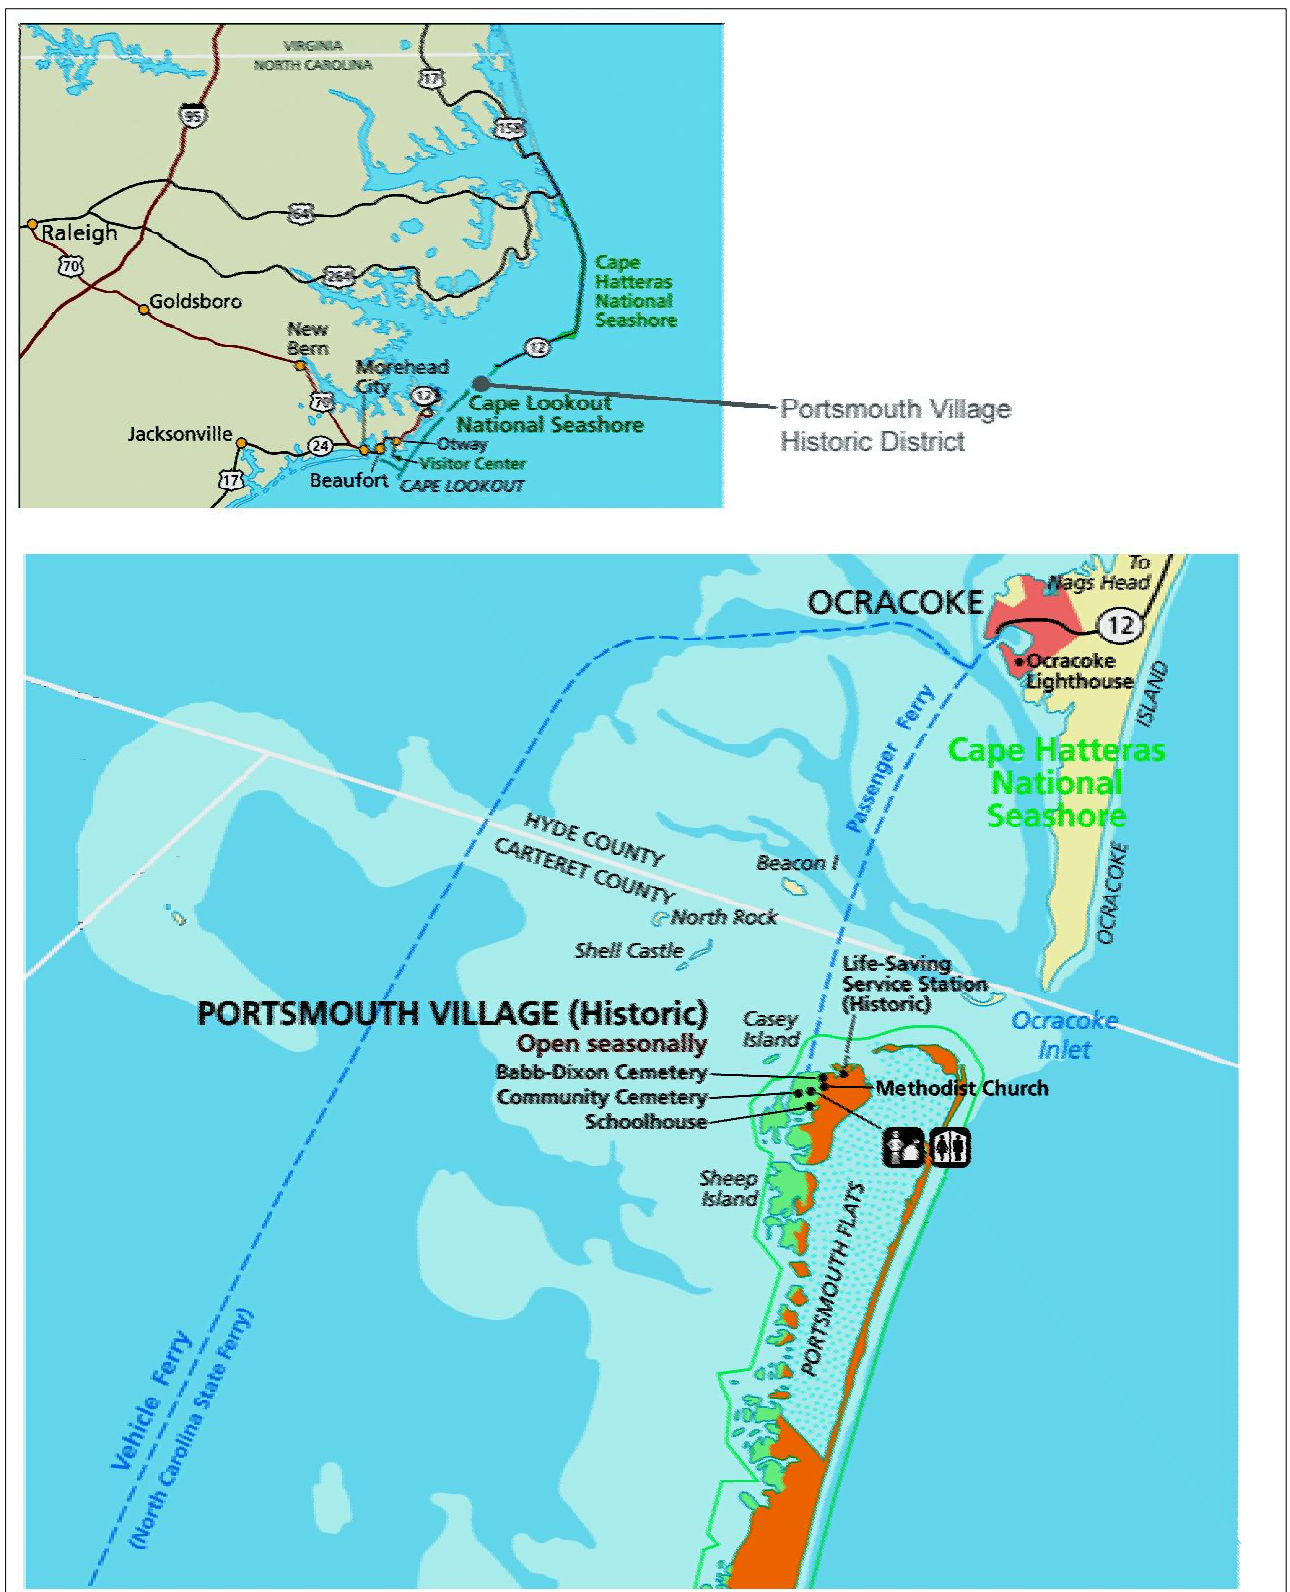 VIRGINIA
NORTH CAROLINA
17
95
158
64
Raleigh
70
264
Goldsboro
Cape
Hatteras
National
Seashore
New
Bern
12
Morehead
City
70
12
Cape Lookout
National Seashore
Portsmouth Village
Historic District
Jacksonville
24
Otway
Visitor Center
17
Beaufort
CAPE LOOKOUT
To
Nags Head
OCRACOKE
12
Ocracoke
Lighthouse
ISLAND
Passenger Ferry
Cape Hatteras
National
Seashore
HYDE COUNTY
CARTERET COUNTY
Beacon I
OCRACOKE
North Rock
Shell Castle
Life-Saving
Service Station
(Historic)
PORTSMOUTH VILLAGE (Historic)
Open seasonally
Casey
Island
Ocracoke
Inlet
Babb-Dixon Cemetery
Methodist Church
Community Cemetery
Schoolhouse
Sheep
Island
PORTSMOUTH FLATS
Vehicle Ferry
(North Carolina State Ferry)